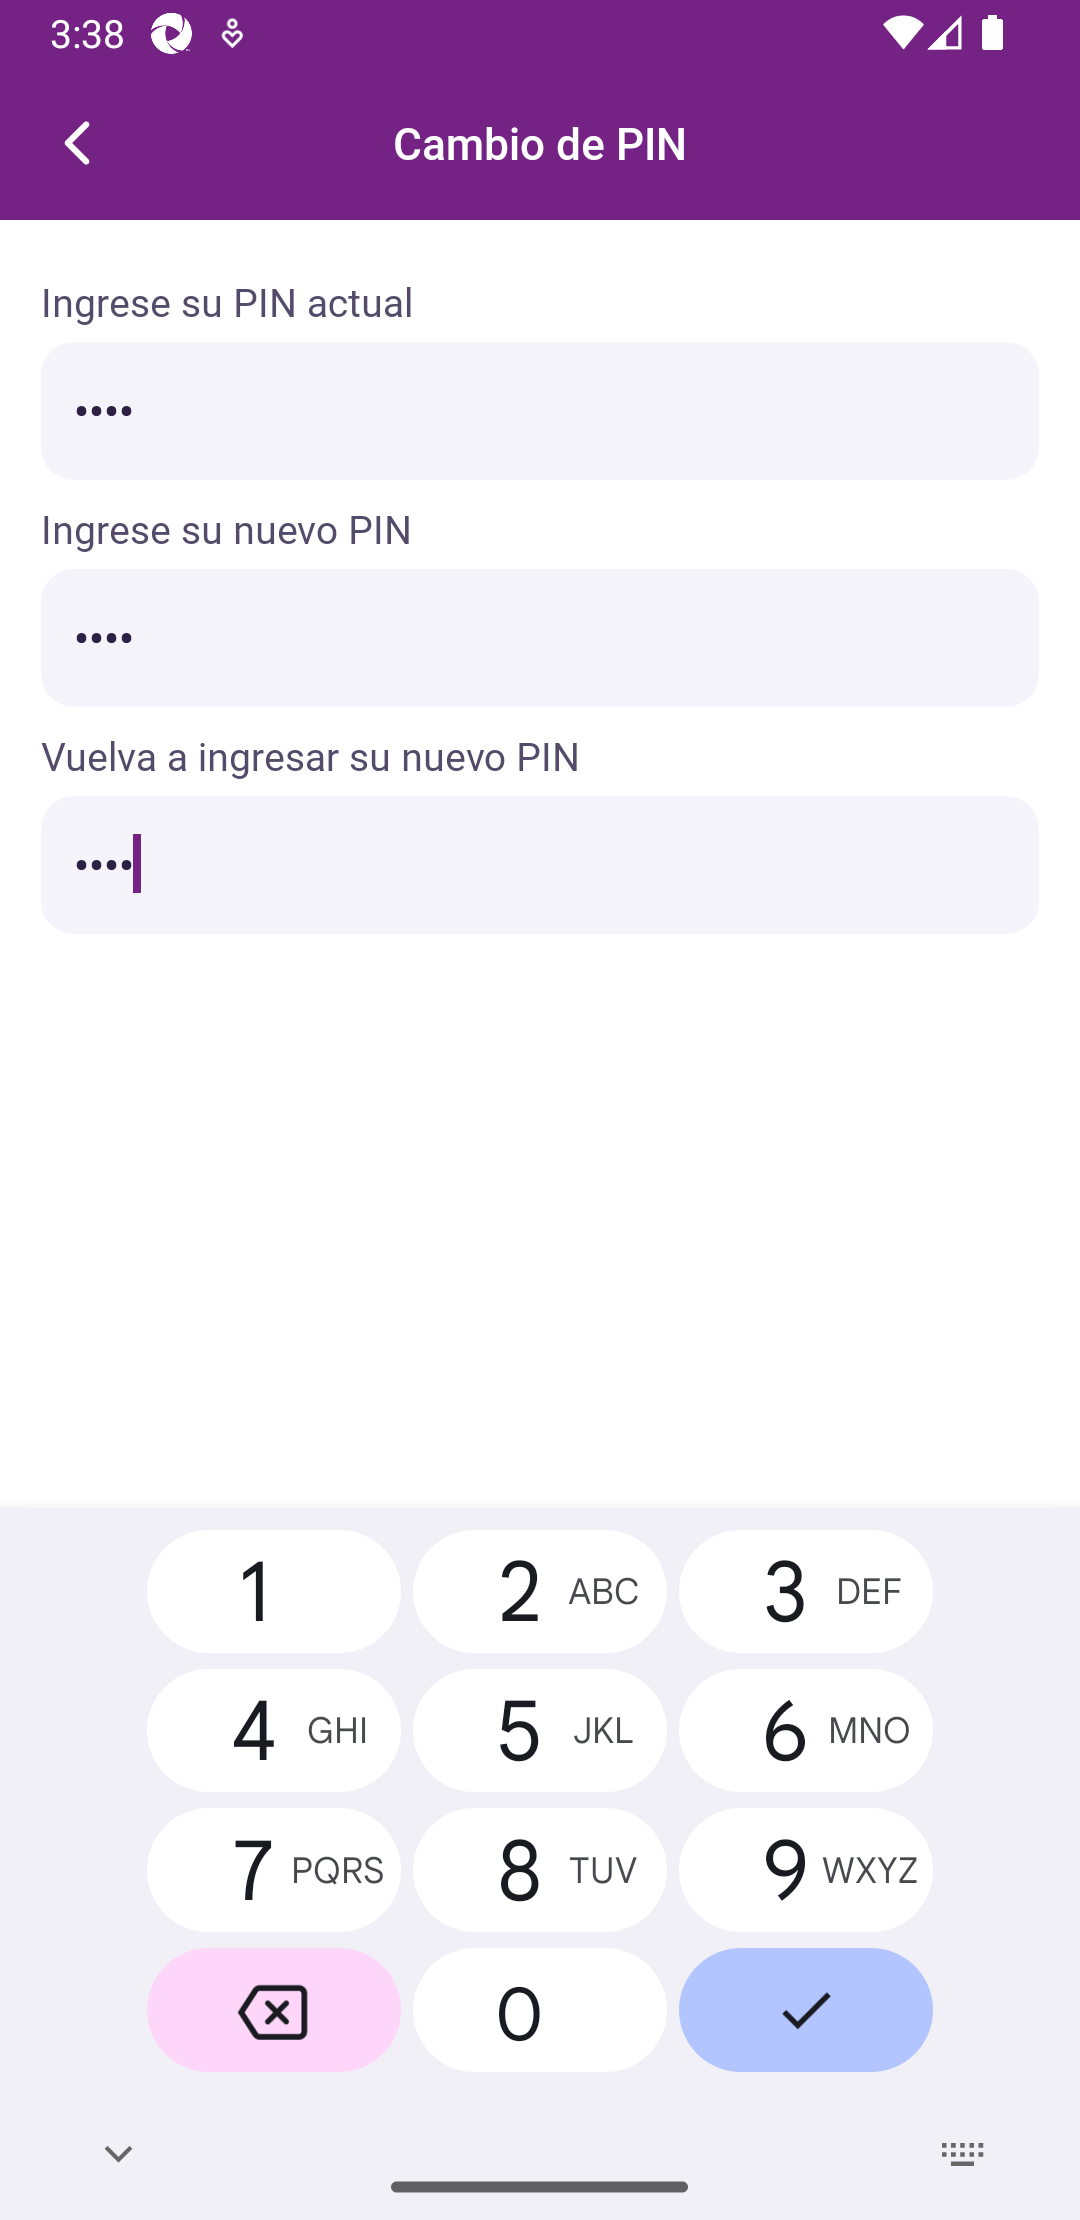 3:38
Cambio de PIN
Ingrese su PIN actual
••••
Ingrese su nuevo PIN
••••
Vuelva a ingresar su nuevo PIN
••••
1 2 ABC 3 DEF
4 GHI 5 JKL 6 MNO
7 PQRS 8 TUV 9 WXYZ
0